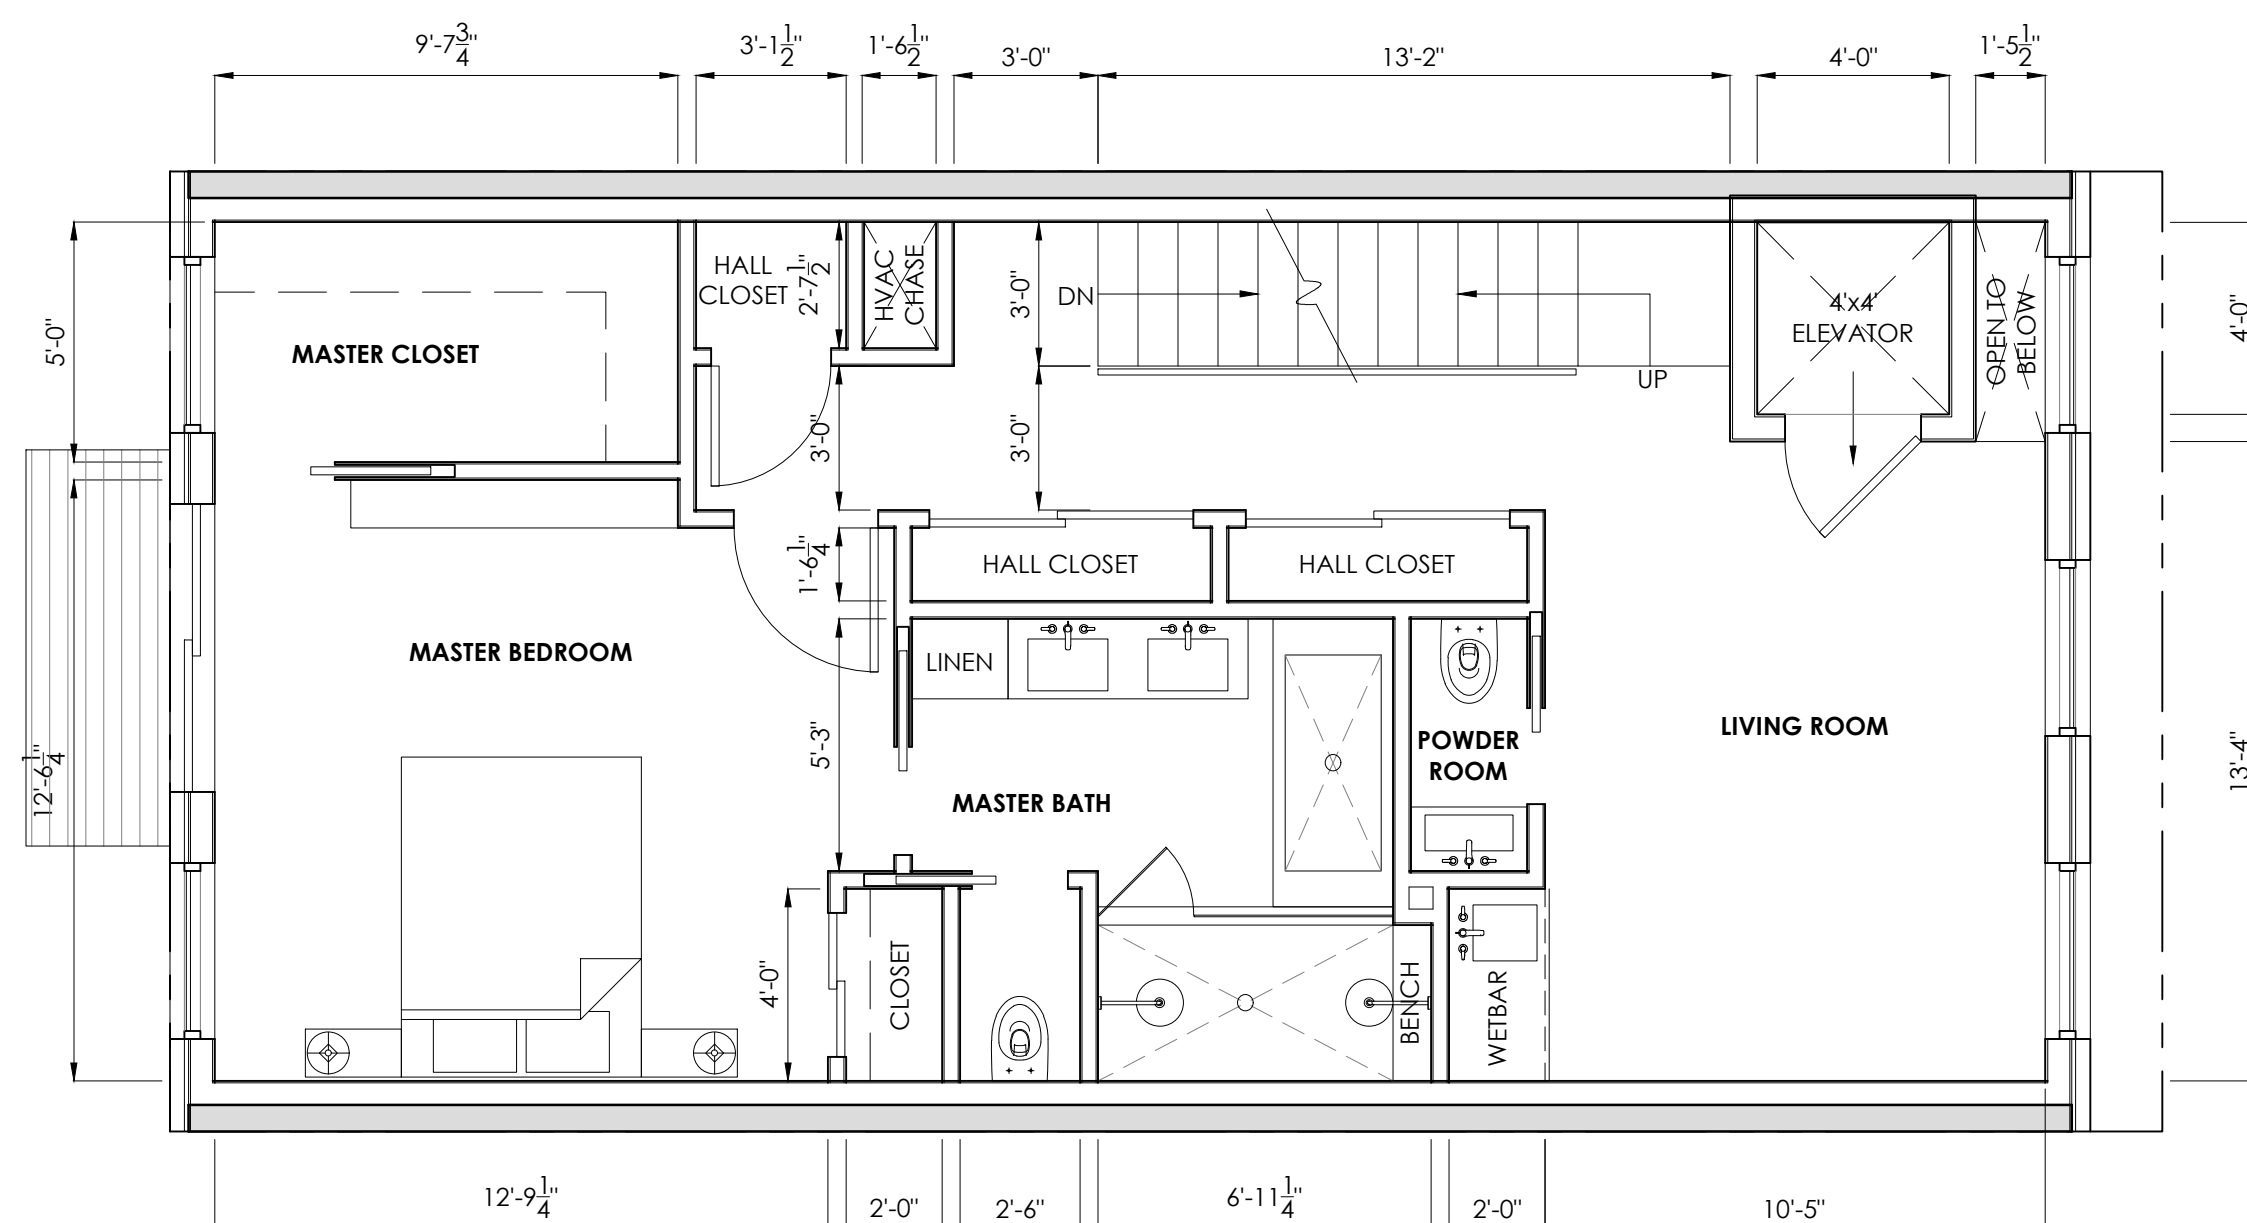 9'-7 3/4"
3'-1 1/2"
1'-6 1/2"
3'-0"
13'-2"
4'-0"
1'-5 1/2"
5'-0"
MASTER CLOSET
HALL
CLOSET
2'-7 1/2"
HVAC
CHASE
3'-0"
DN
UP
4'x4'
ELEVATOR
OPEN TO
BELOW
4'-0"
3'-0"
3'-0"
1'-6 1/4"
HALL CLOSET
HALL CLOSET
MASTER BEDROOM
LINEN
5'-3"
MASTER BATH
POWDER
ROOM
LIVING ROOM
12'-6 1/4"
13'-4"
4'-0"
CLOSET
BENCH
WETBAR
12'-9 1/4"
2'-0"
2'-6"
6'-11 1/4"
2'-0"
10'-5"